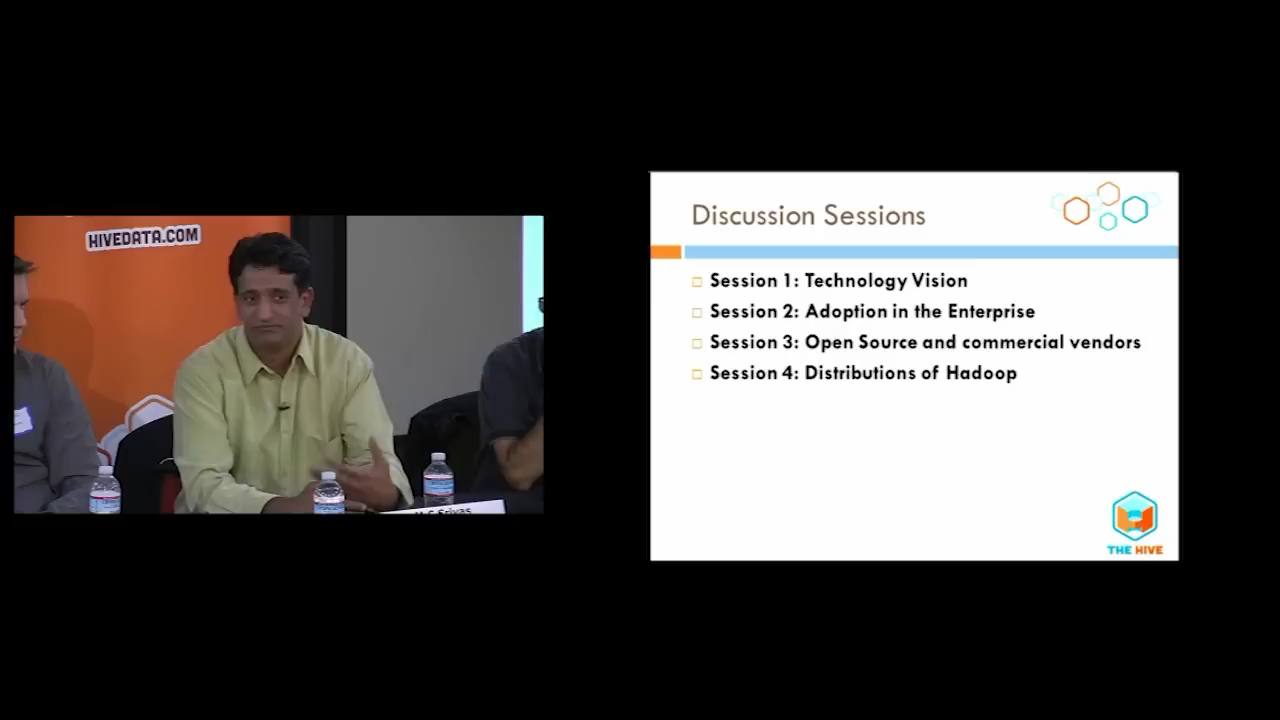 HIVEDATA.COM
Srivas
Discussion Sessions
Session 1: Technology Vision
Session 2: Adoption in the Enterprise
Session 3: Open Source and commercial vendors
Session 4: Distributions of Hadoop
THE HIVE